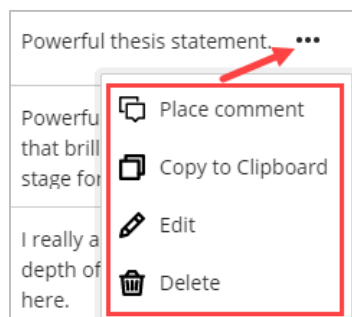 Powerful thesis statement. •••
Place comment
Powerfu
that brill
stage for
Copy to Clipboard
Edit
I really a
depth of
here.
Delete